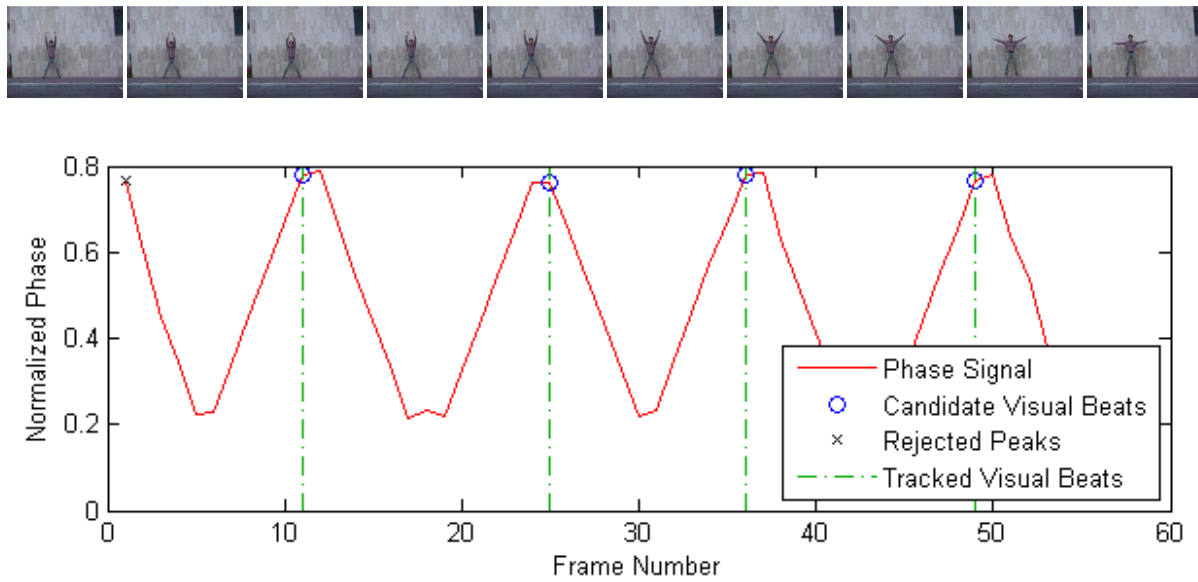 0.8
0.6
0.4
0.2
0
Normalized Phase
0 10 20 30 40 50 60
Frame Number
Phase Signal
Candidate Visual Beats
Rejected Peaks
Tracked Visual Beats